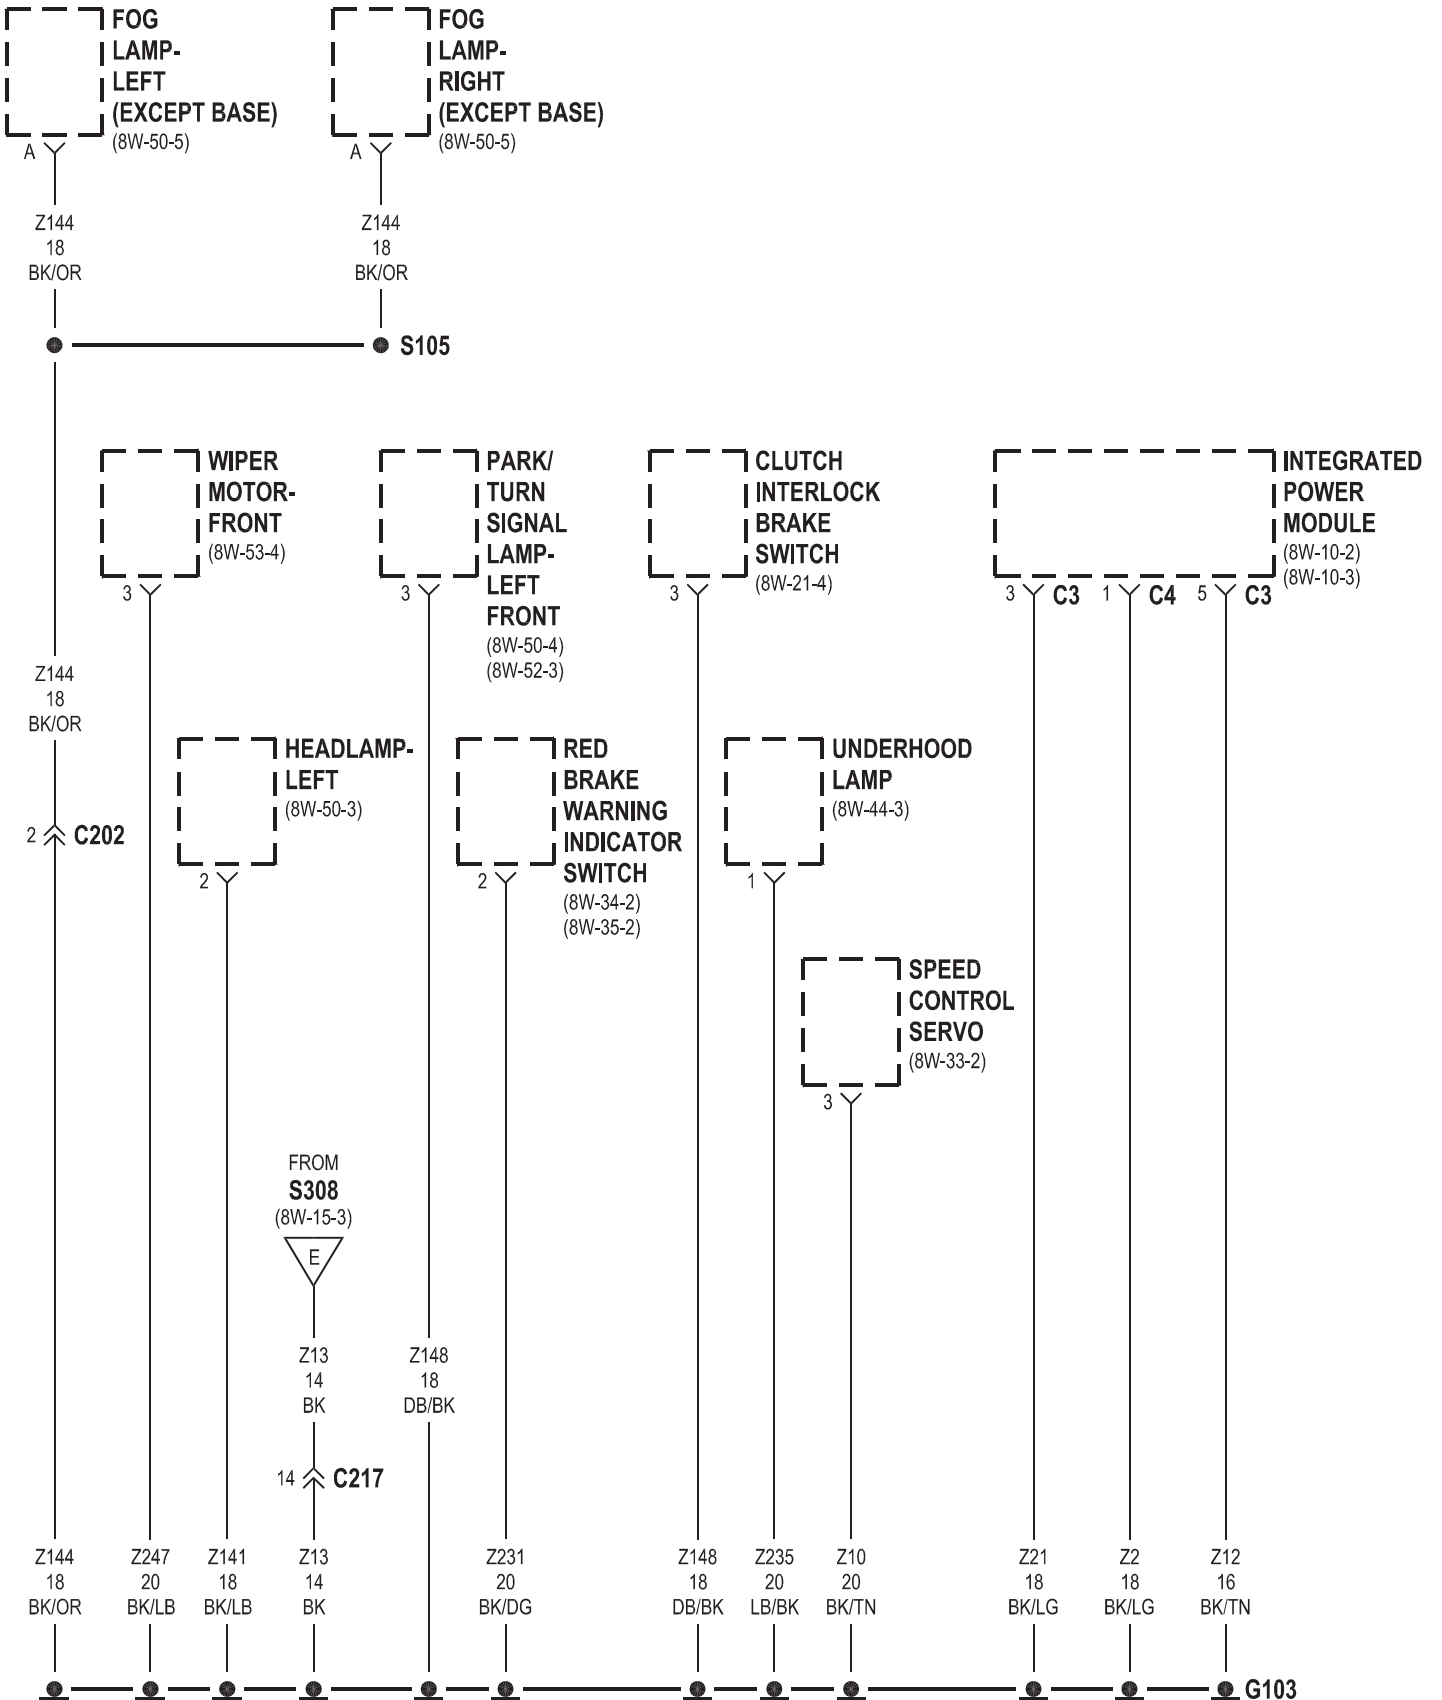 FOG
LAMP-
LEFT
(EXCEPT BASE)
(8W-50-5)
A
FOG
LAMP-
RIGHT
(EXCEPT BASE)
(8W-50-5)
A
Z144
18
BK/OR
Z144
18
BK/OR
S105
WIPER
MOTOR-
FRONT
(8W-53-4)
3
PARK/
TURN
SIGNAL
LAMP-
LEFT
FRONT
(8W-50-4)
(8W-52-3)
3
CLUTCH
INTERLOCK
BRAKE
SWITCH
(8W-21-4)
3
INTEGRATED
POWER
MODULE
(8W-10-2)
(8W-10-3)
3 C3
1 C4
5 C3
Z144
18
BK/OR
2 C202
HEADLAMP-
LEFT
(8W-50-3)
2
RED
BRAKE
WARNING
INDICATOR
SWITCH
(8W-34-2)
(8W-35-2)
2
UNDERHOOD
LAMP
(8W-44-3)
1
SPEED
CONTROL
SERVO
(8W-33-2)
3
FROM
S308
(8W-15-3)
E
Z13
14
BK
Z148
18
DB/BK
14 C217
Z144
18
BK/OR
Z247
20
BK/LB
Z141
18
BK/LB
Z13
14
BK
Z231
20
BK/DG
Z148
18
DB/BK
Z235
20
LB/BK
Z10
20
BK/TN
Z21
18
BK/LG
Z2
18
BK/LG
Z12
16
BK/TN
G103